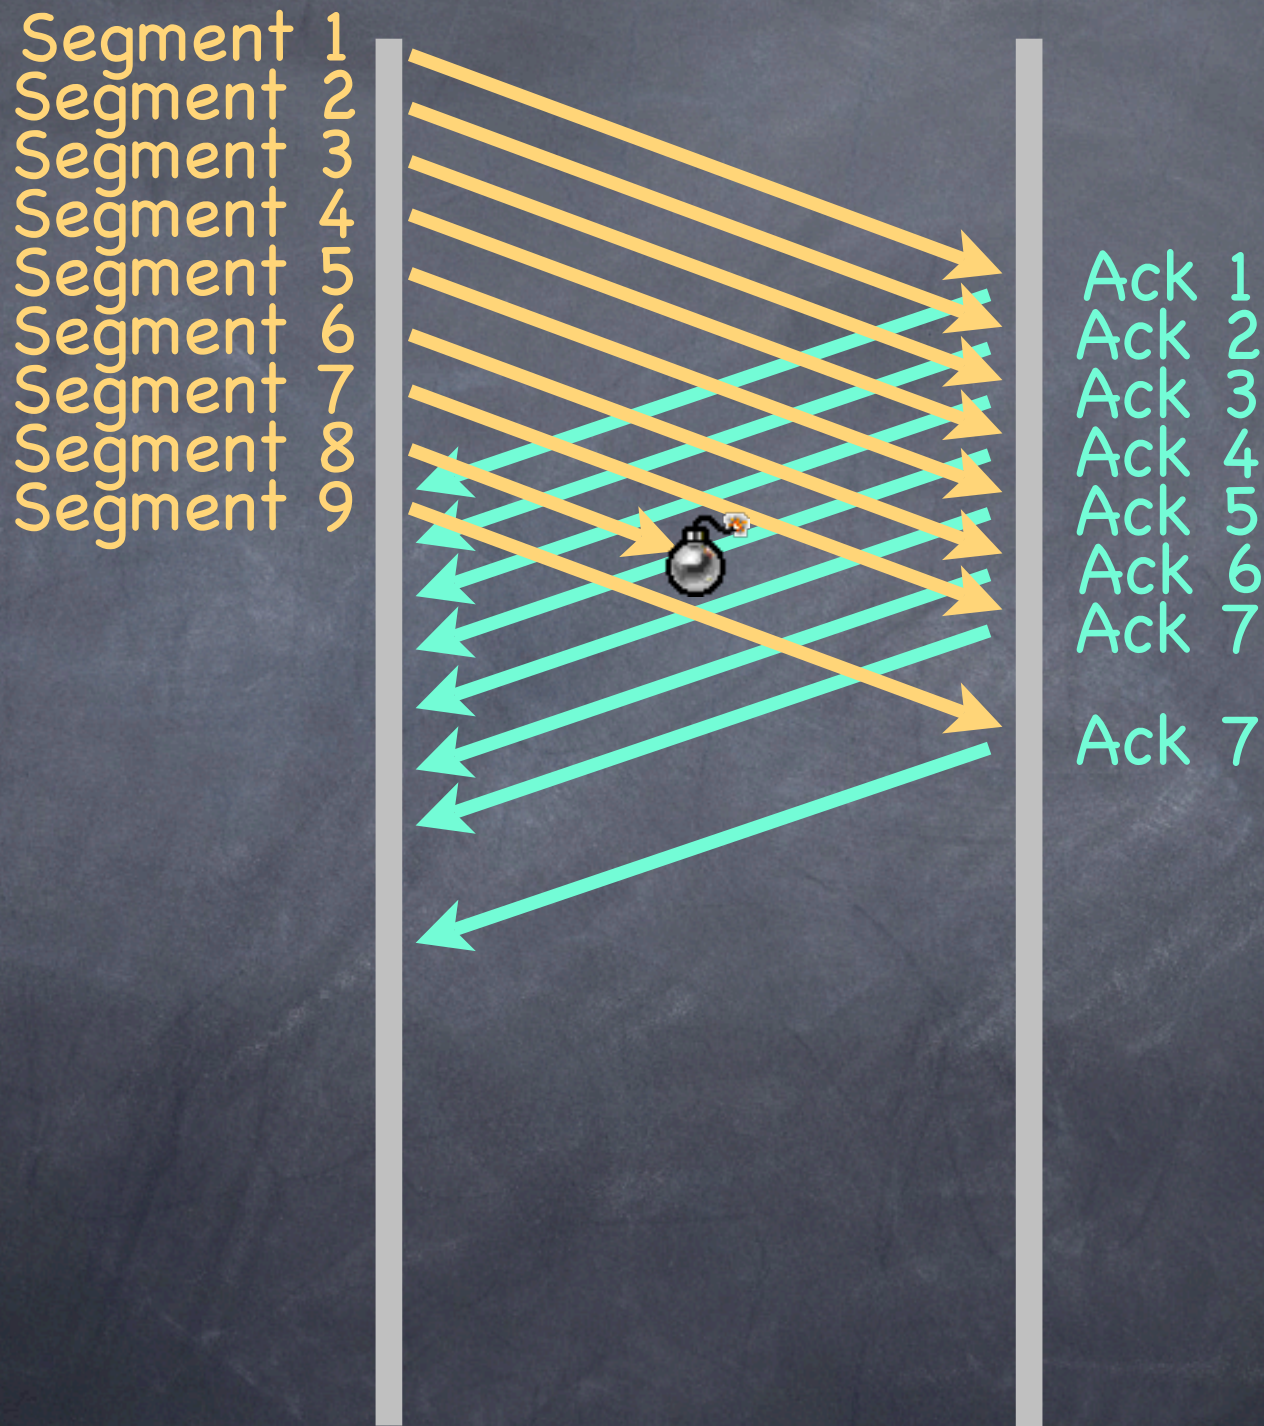 Segment 1
Segment 2
Segment 3
Segment 4
Segment 5
Segment 6
Segment 7
Segment 8
Segment 9
Ack 1
Ack 2
Ack 3
Ack 4
Ack 5
Ack 6
Ack 7
Ack 7